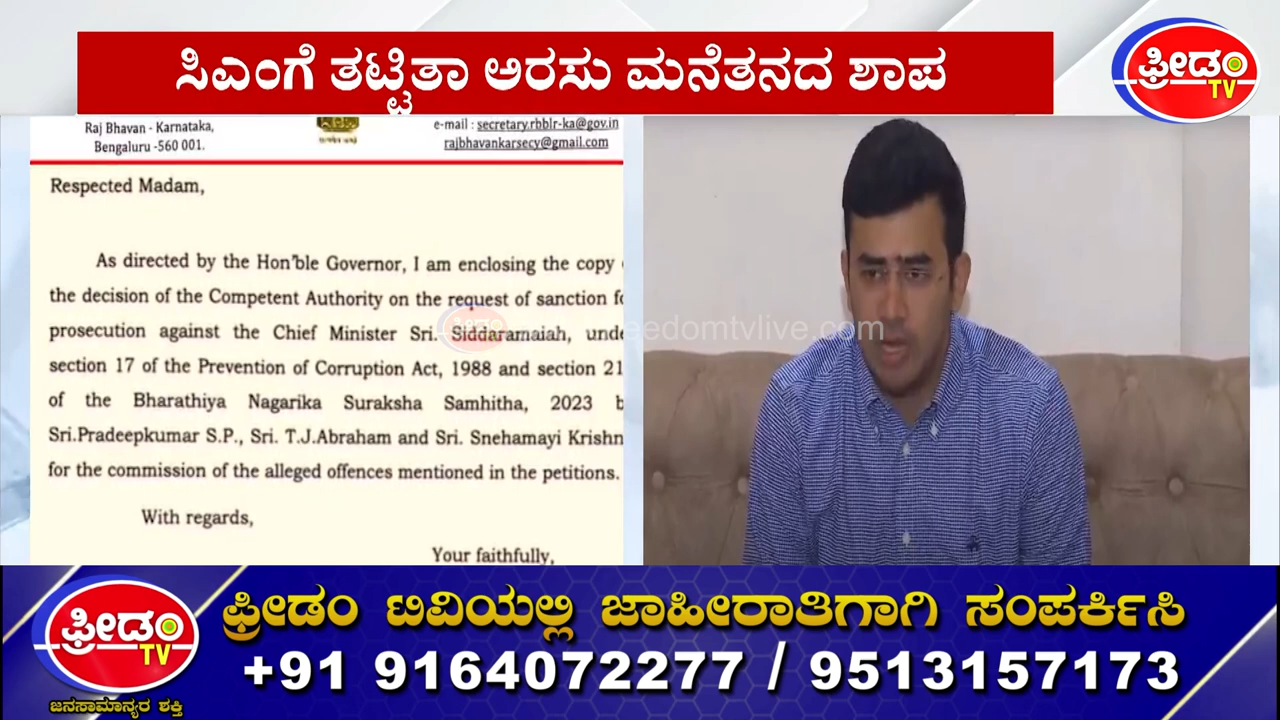 ಸಿಎಂಗೆ ತಟ್ಟಿತಾ ಅರಸು ಮನೆತನದ ಶಾಪ
ಫ್ರೀಡಂ
TV
Raj Bhavan - Karnataka,
Bengaluru -560 001.
e-mail : secretary.rbblr-ka@gov.in
rajbhavankarsecy@gmail.com
Respected Madam,
As directed by the Hon'ble Governor, I am enclosing the copy
the decision of the Competent Authority on the request of sanction fo
prosecution against the Chief Minister Sri. Siddaramaiah, unde
section 17 of the Prevention of Corruption Act, 1988 and section 21
of the Bharathiya Nagarika Suraksha Samhitha, 2023 b
Sri.Pradeepkumar S.P., Sri. T.J.Abraham and Sri. Snehamayi Krishn
for the commission of the alleged offences mentioned in the petitions.
With regards,
Your faithfully,
ಫ್ರೀಡಂ
eedomtvlive.com
ಫ್ರೀಡಂ
TV
ಜನಸಾಮಾನ್ಯರ ಶಕ್ತಿ
ಫ್ರೀಡಂ ಟಿವಿಯಲ್ಲಿ ಜಾಹೀರಾತಿಗಾಗಿ ಸಂಪರ್ಕಿಸಿ
+91 9164072277 / 9513157173